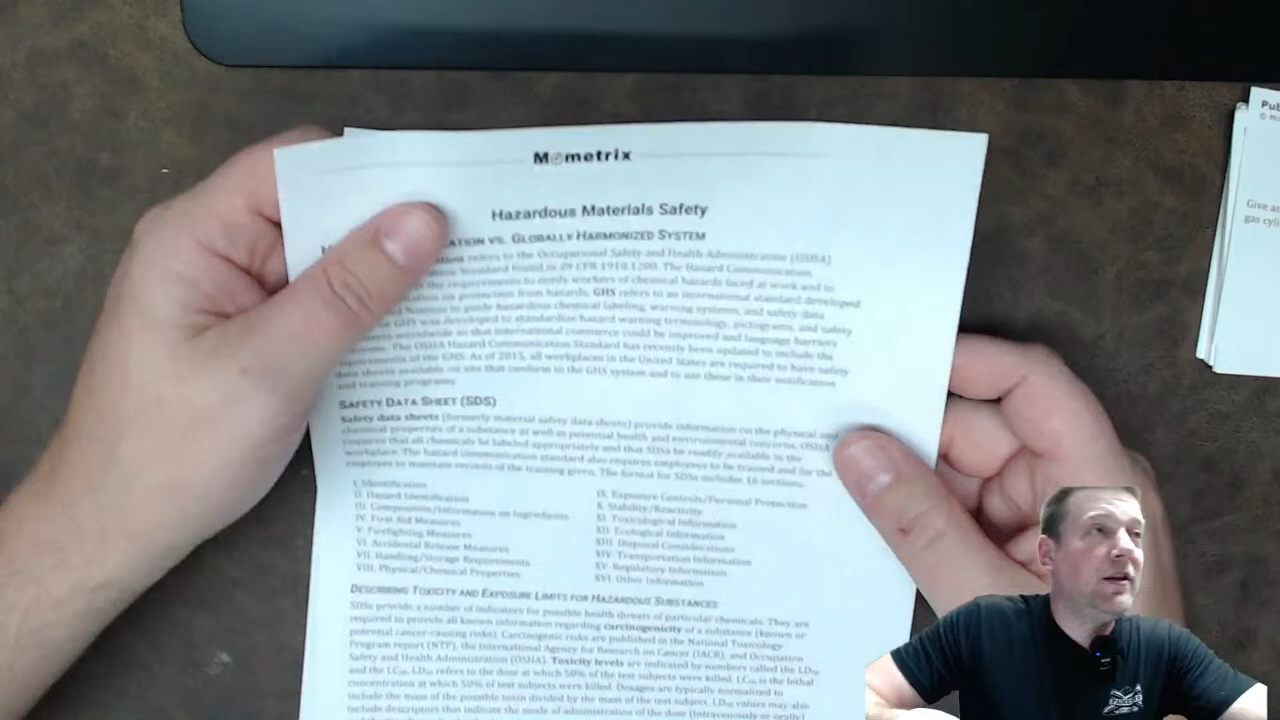 Mometrix
Hazardous Materials Safety
ATION VS. GLOBALLY HARMONIZED SYSTEM
refers to the Occupational Safety and Health Administration (OSHA)
Standard found in 29 CFR 1910.1200. The Hazard Communication
requirements to notify workers of chemical hazards faced at work and to
on protection from hazards. GHS refers to an international standard developed
to guide hazardous chemical labeling, warning systems, and safety data
GHS was developed to standardize hazard warning terminology, pictograms, and safety
worldwide so that international commerce could be improved and language barriers
The OSHA Hazard Communication Standard has recently been updated to include the
requirements of the GHS. As of 2015, all workplaces in the United States are required to have safety
data sheets available on site that conform to the GHS system and to use these in their notification
and training programs.
SAFETY DATA SHEET (SDS)
Safety data sheets (formerly material safety data sheets) provide information on the physical and
chemical properties of a substance as well as potential health and environmental concerns. OSHA
requires that all chemicals be labeled appropriately and that SDSs be readily available in the
workplace. The hazard communication standard also requires employees to be trained and for the
employer to maintain records of the training given. The format for SDSs includes 16 sections.
I. Identification
II. Hazard Identification
III. Composition/Information on Ingredients
IV. First Aid Measures
V. Firefighting Measures
VI. Accidental Release Measures
VII. Handling/Storage Requirements
VIII. Physical/Chemical Properties
IX. Exposure Controls/Personal Protection
X. Stability/Reactivity
XI. Toxicological Information
XII. Ecological Information
XIII. Disposal Considerations
XIV. Transportation Information
XV. Regulatory Information
XVI. Other Information
DESCRIBING TOXICITY AND EXPOSURE LIMITS FOR HAZARDOUS SUBSTANCES
SDSs provide a number of indicators for possible health threats of particular chemicals. They are
required to provide all known information regarding carcinogenicity of a substance (known or
potential cancer-causing risks). Carcinogenic risks are published in the National Toxicology
Program report (NTP), the International Agency for Research on Cancer (IACR), and Occupation
Safety and Health Administration (OSHA). Toxicity levels are indicated by numbers called the LD₅₀
and the LC₅₀. LD₅₀ refers to the dose at which 50% of test subjects were killed. LC₅₀ is the lethal
concentration at which 50% of test subjects were killed. Dosages are typically normalized to
include the mass of the possible toxin divided by the mass of the test subject. LD₅₀ values may also
include descriptors that indicate the mode of administration of the dose (intravenously or orally)
Pub
Give an
gas cyli